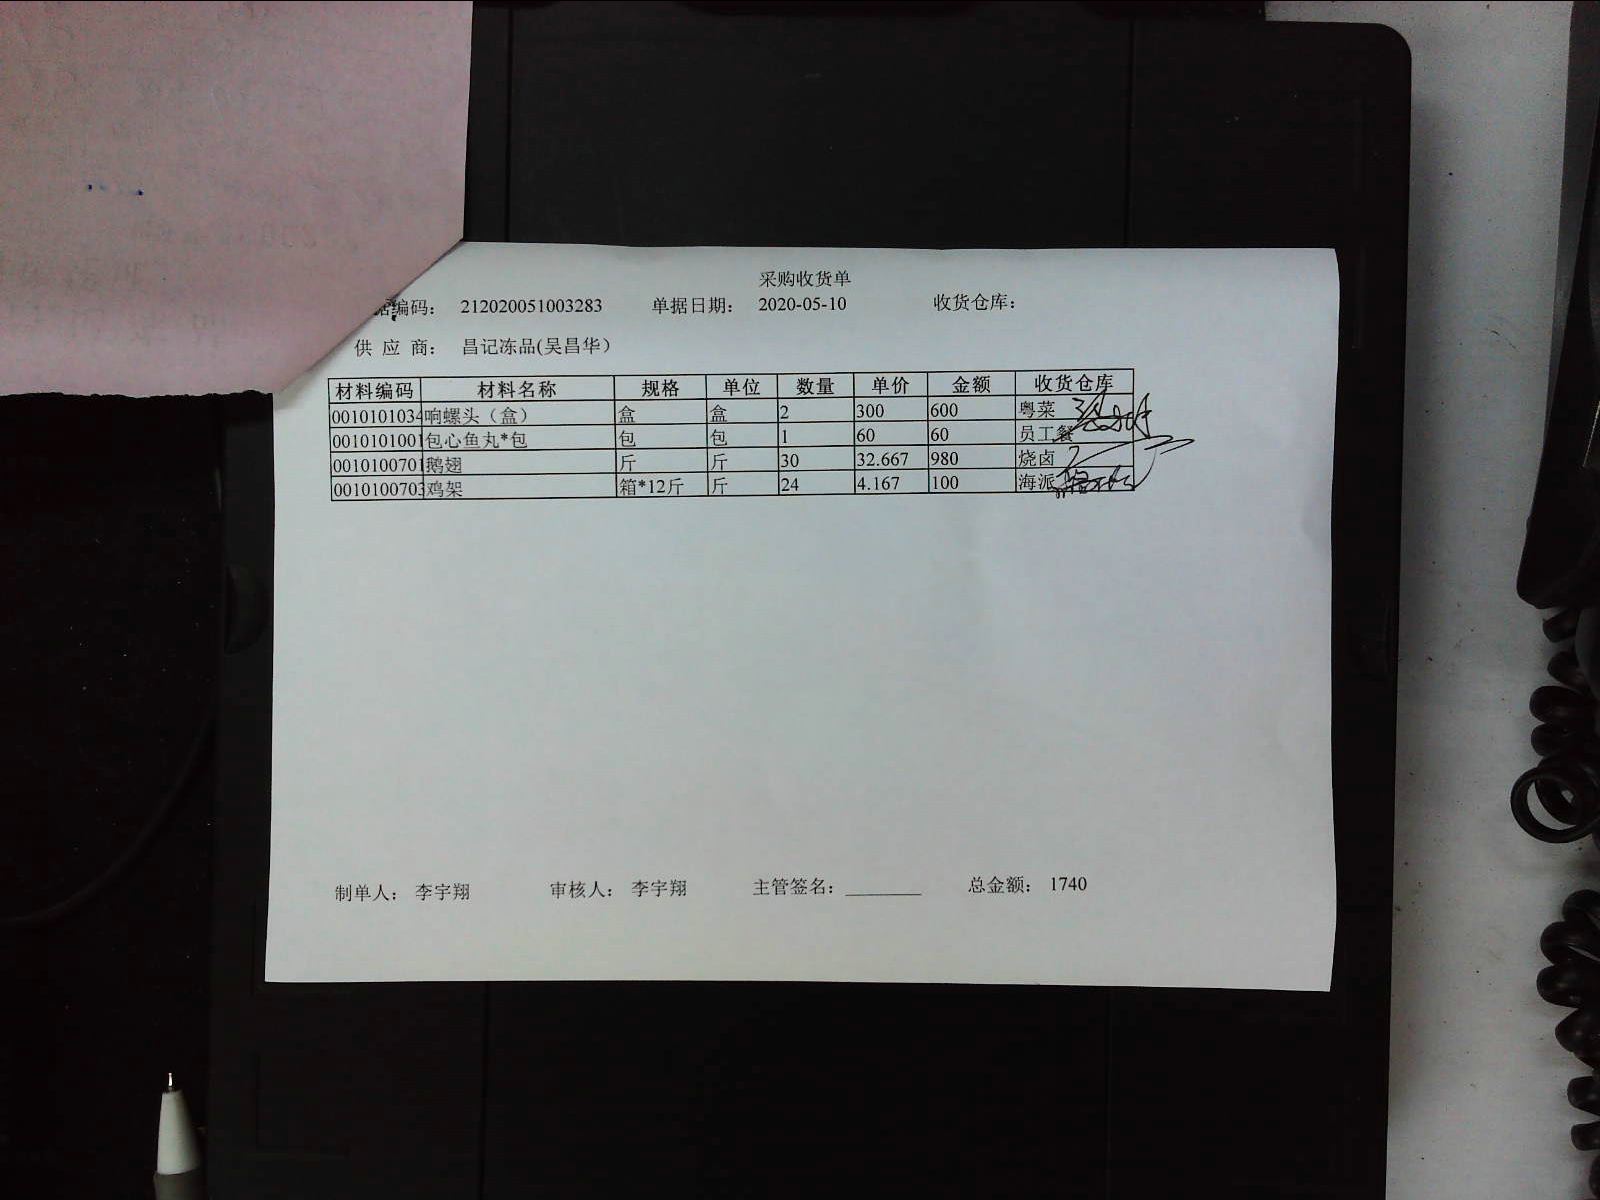 采购收货单
据编码： 212020051003283 单据日期： 2020-05-10 收货仓库：
供 应 商： 昌记冻品(吴昌华）
材料编码 材料名称 规格 单位 数量 单价 金额 收货仓库
0010101034 响螺头（盒） 盒 盒 2 300 600 粤菜
0010101001 包心鱼丸*包 包 包 1 60 60 员工餐
0010100701 鹅翅 斤 斤 30 32.667 980 烧卤
0010100703 鸡架 箱*12斤 斤 24 4.167 100 海派
制单人： 李宇翔 审核人： 李宇翔 主管签名：________ 总金额： 1740